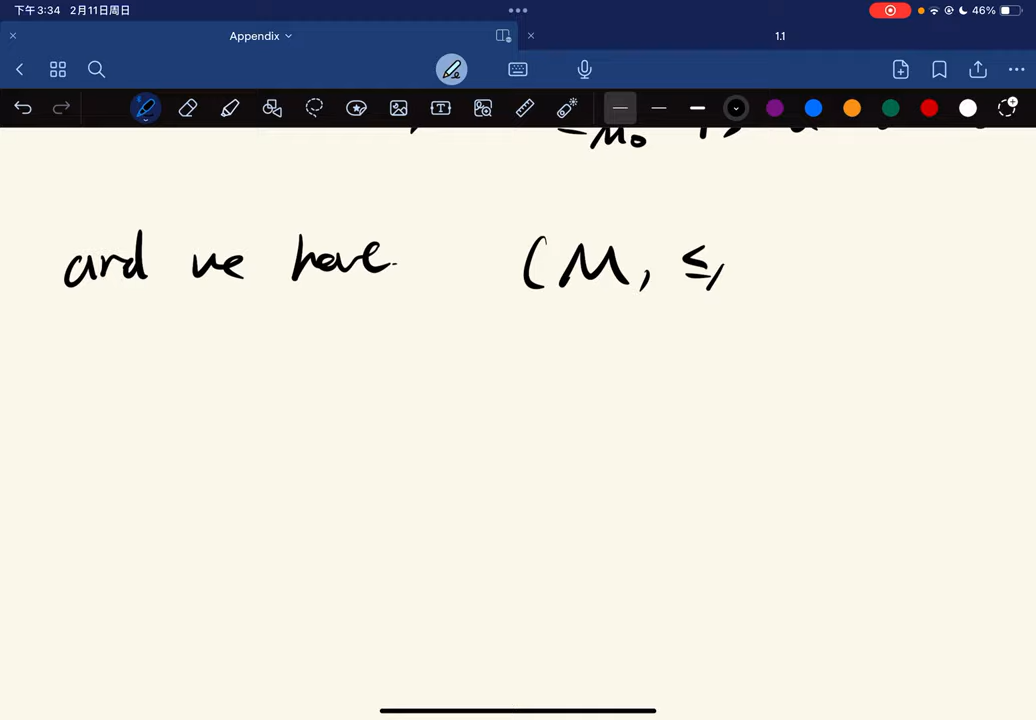 下午3:34 2月11日周日 46%
Appendix 1.1
and we have (M, ≤